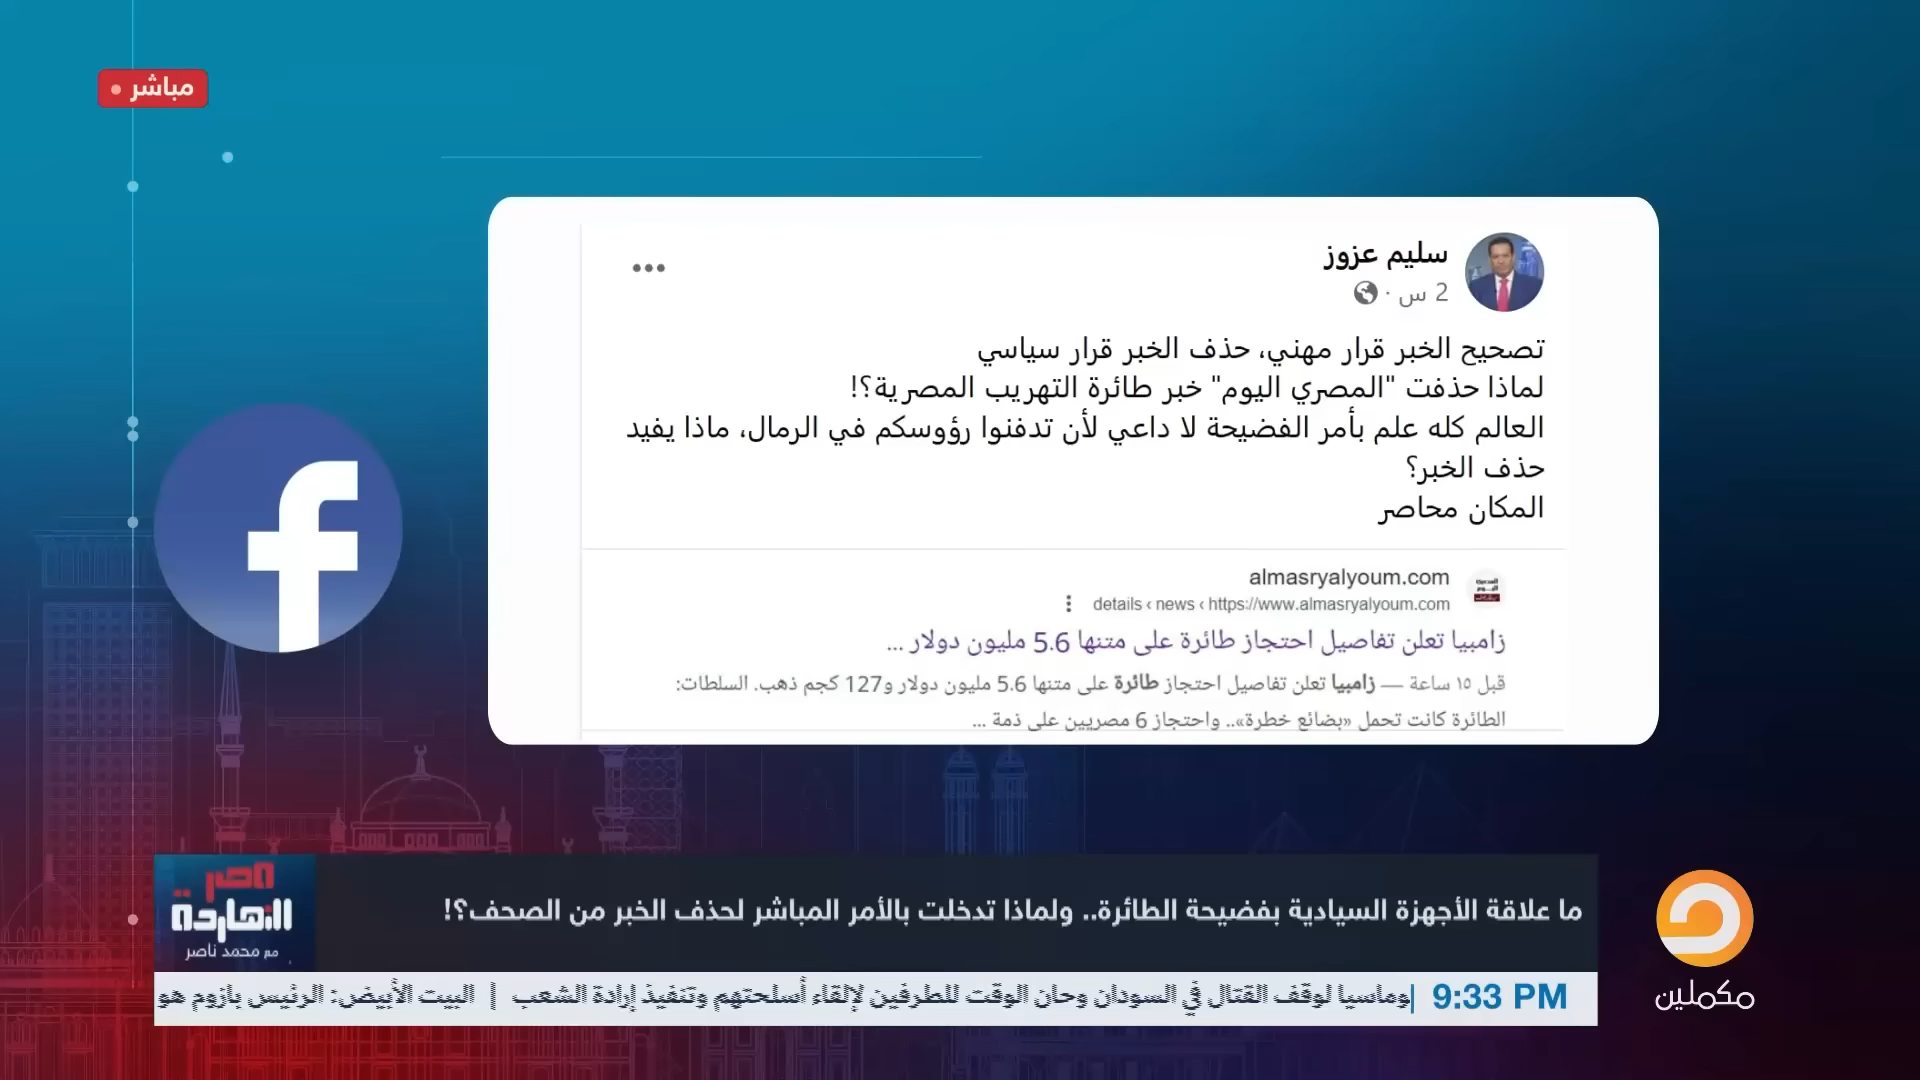 مباشر
سليم عزوز
2 س
تصحيح الخبر قرار مهني، حذف الخبر قرار سياسي
لماذا حذفت "المصري اليوم" خبر طائرة التهريب المصرية؟!
العالم كله علم بأمر الفضيحة لا داعي لأن تدفنوا رؤوسكم في الرمال، ماذا يفيد
حذف الخبر؟
المكان محاصر
almasryalyoum.com
https://www.almasryalyoum.com › news › details
زامبيا تعلن تفاصيل احتجاز طائرة على متنها 5.6 مليون دولار ...
قبل ١٥ ساعة — زامبيا تعلن تفاصيل احتجاز طائرة على متنها 5.6 مليون دولار و127 كجم ذهب. السلطات:
الطائرة كانت تحمل «بضائع خطرة».. واحتجاز 6 مصريين على ذمة ...
مصر النهاردة
مع محمد ناصر
ما علاقة الأجهزة السيادية بفضيحة الطائرة.. ولماذا تدخلت بالأمر المباشر لحذف الخبر من الصحف؟!
9:33 PM
وماسيا لوقف القتال في السودان وحان الوقت للطرفين لإلقاء أسلحتهم وتنفيذ إرادة الشعب | البيت الأبيض: الرئيس بازوم هو
مكملين